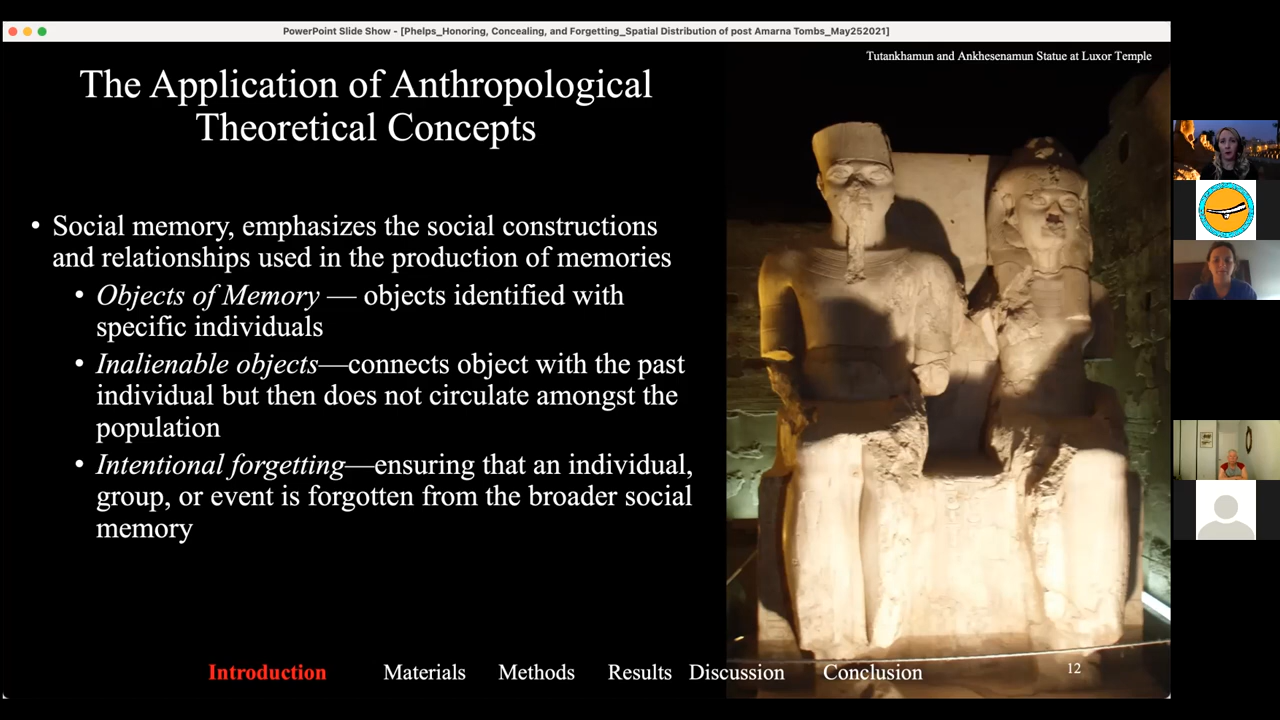 PowerPoint Slide Show - [Phelps_Honoring, Concealing, and Forgetting_Spatial Distribution of post Amarna Tombs_May252021]
Tutankhamun and Ankhesenamun Statue at Luxor Temple
The Application of Anthropological
Theoretical Concepts
• Social memory, emphasizes the social constructions
and relationships used in the production of memories
• Objects of Memory — objects identified with
specific individuals
• Inalienable objects—connects object with the past
individual but then does not circulate amongst the
population
• Intentional forgetting—ensuring that an individual,
group, or event is forgotten from the broader social
memory
Introduction Materials Methods Results Discussion Conclusion 12